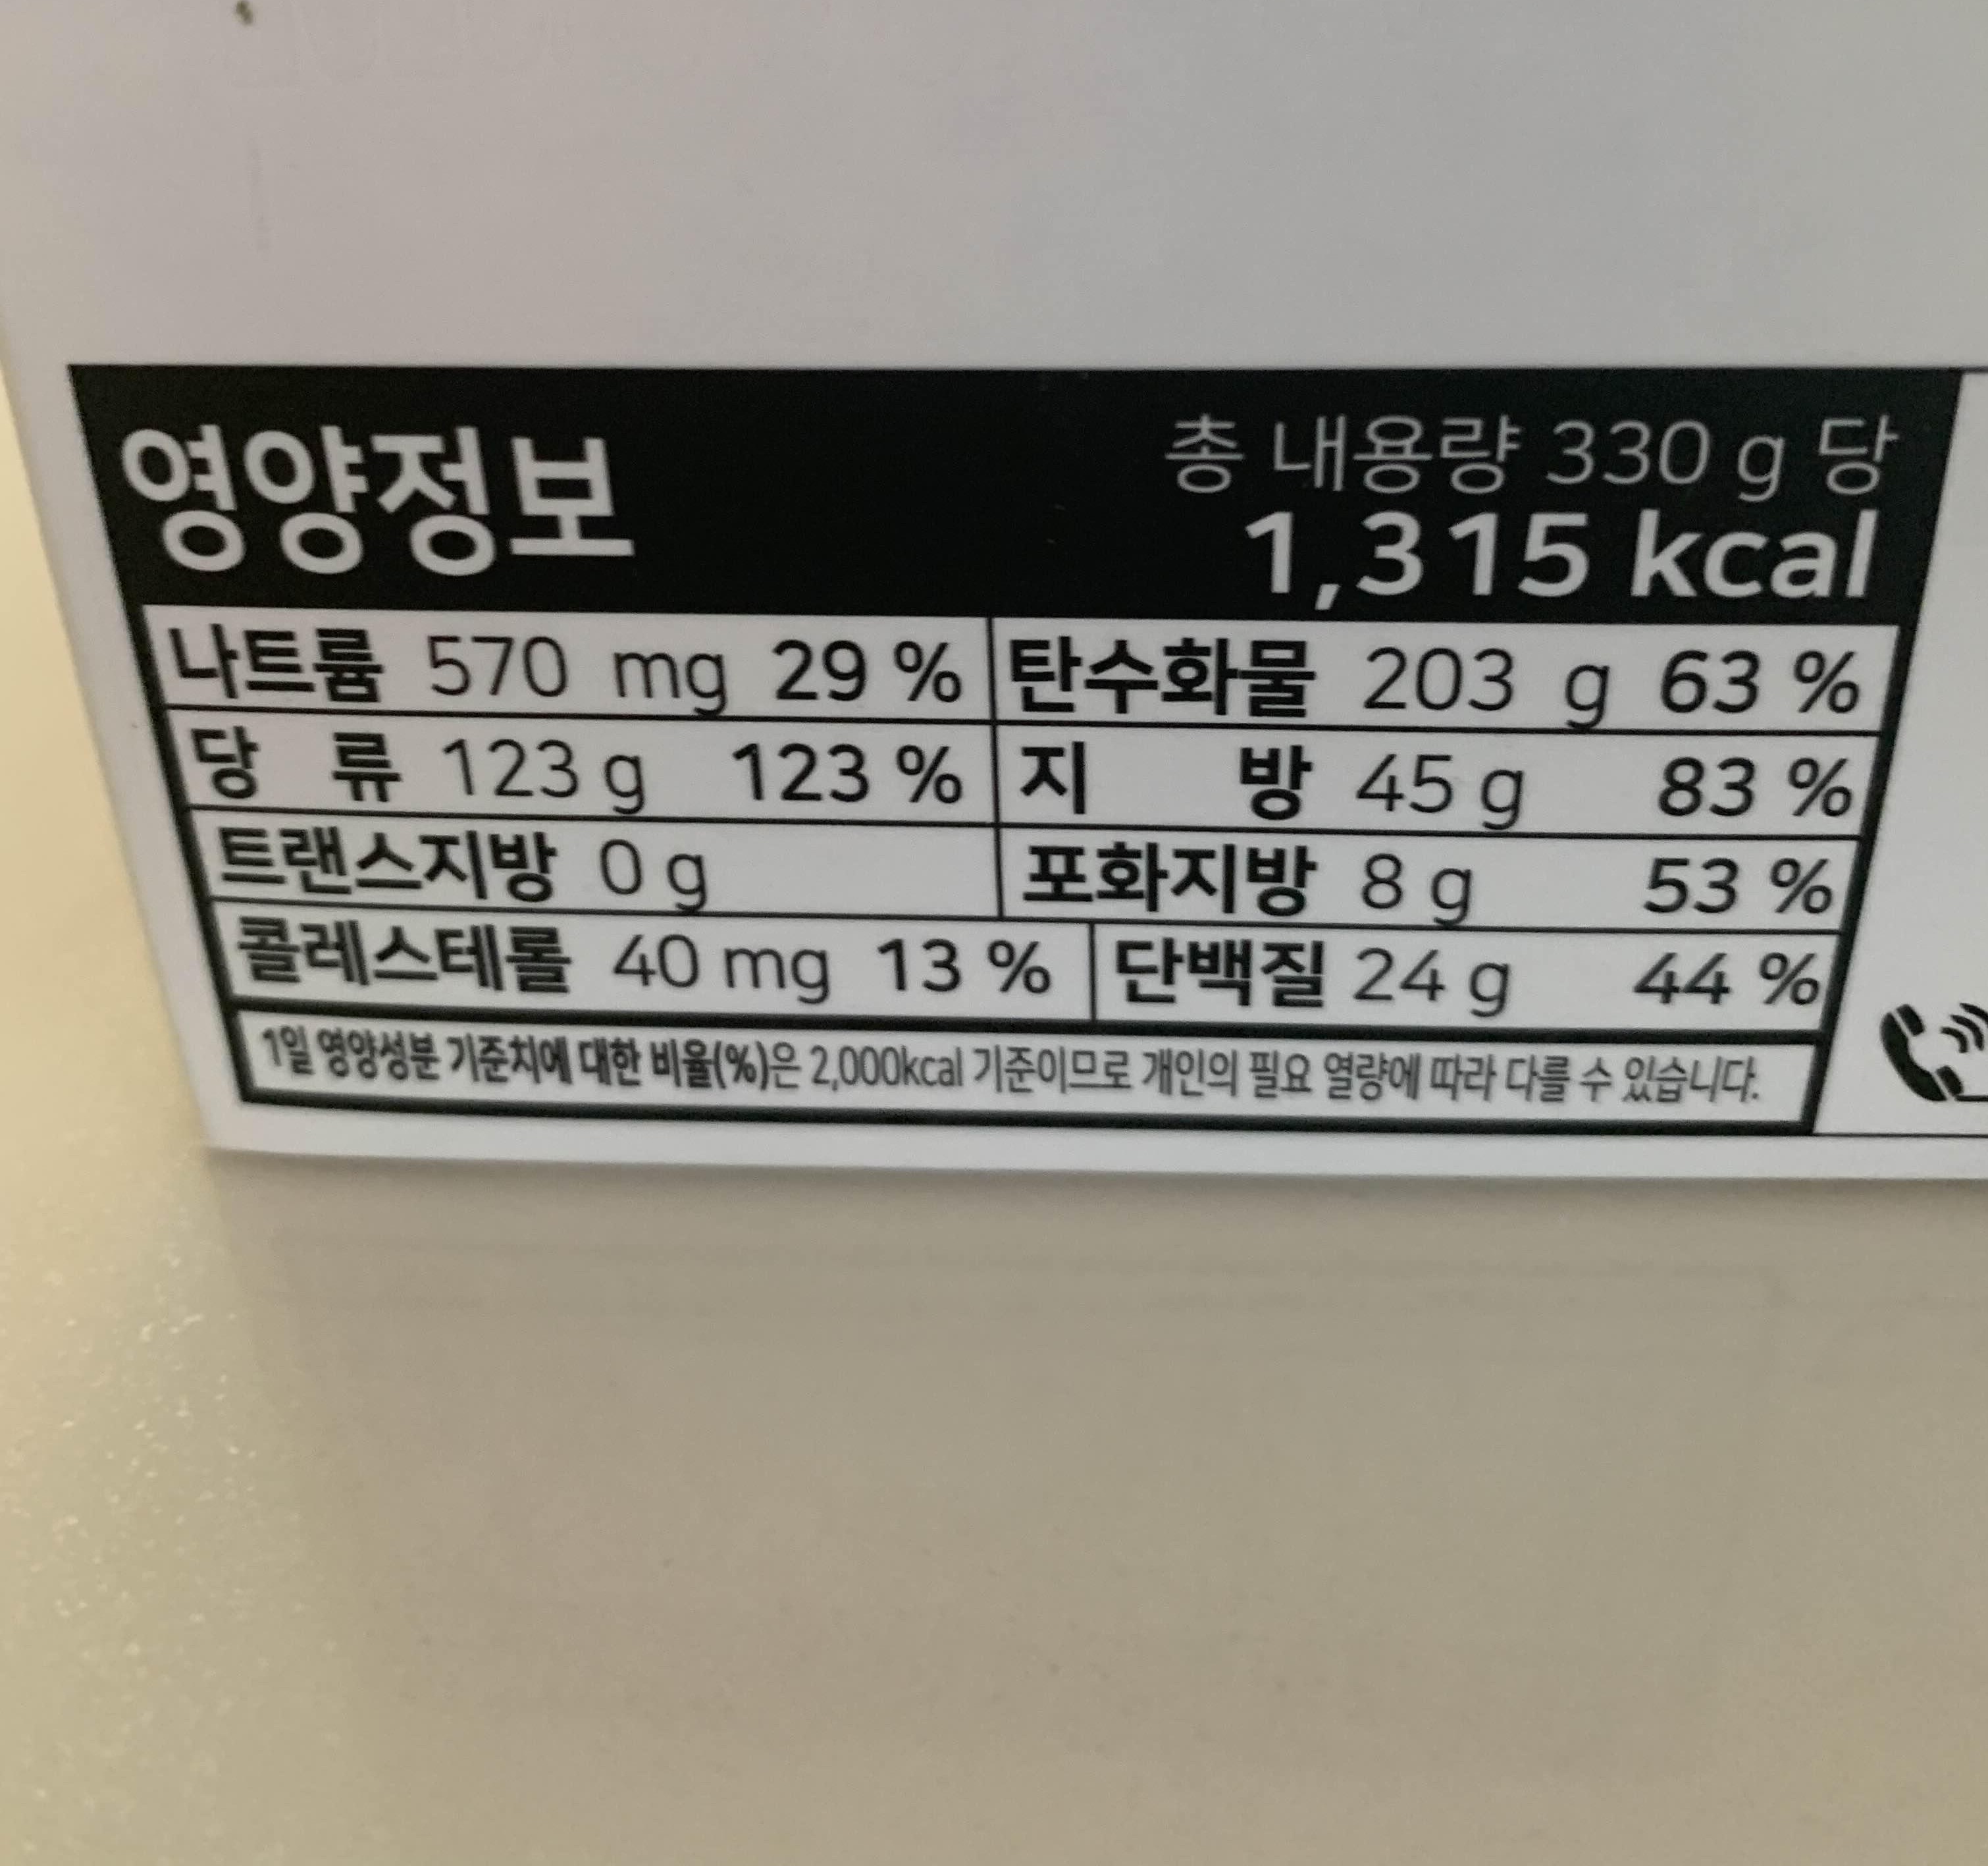 영양정보
총 내용량 330 g 당
1,315 kcal
나트륨 570 mg 29 % 탄수화물 203 g 63 %
당 류 123 g 123 % 지 방 45 g 83 %
트랜스지방 0 g 포화지방 8 g 53 %
콜레스테롤 40 mg 13 % 단백질 24 g 44 %
1일 영양성분 기준치에 대한 비율(%)은 2,000kcal 기준이므로 개인의 필요 열량에 따라 다를 수 있습니다.